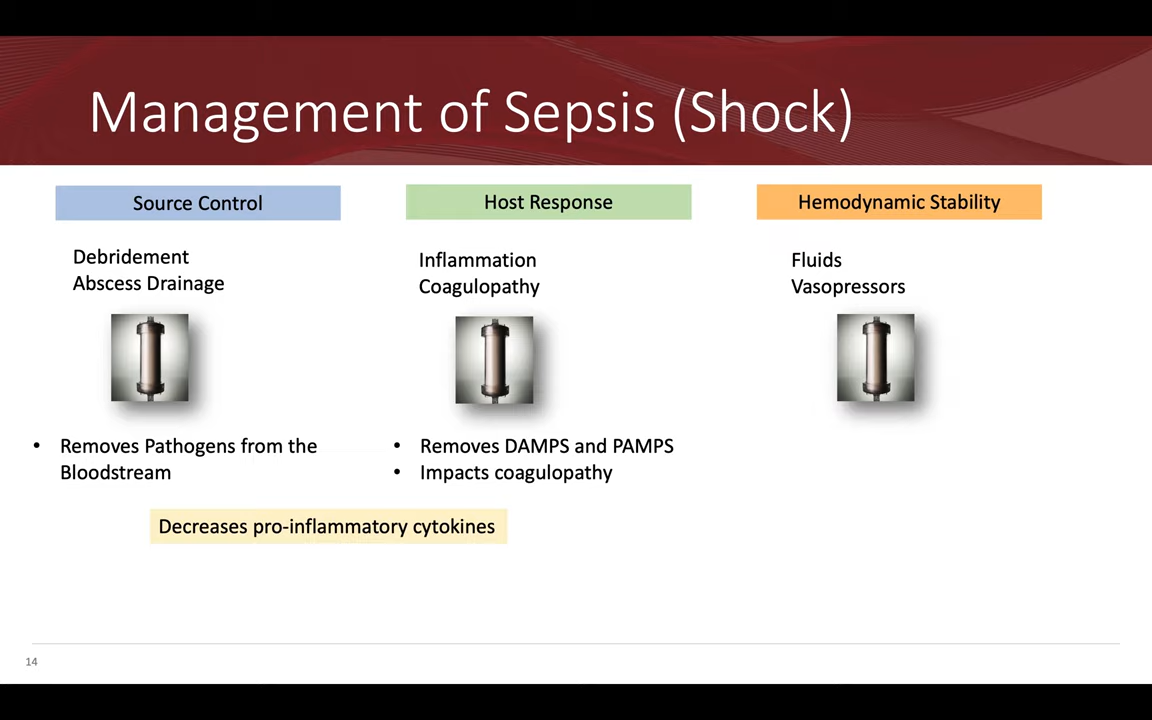 Management of Sepsis (Shock)
Source Control
Debridement
Abscess Drainage
• Removes Pathogens from the
Bloodstream
Host Response
Inflammation
Coagulopathy
• Removes DAMPS and PAMPS
• Impacts coagulopathy
Decreases pro-inflammatory cytokines
Hemodynamic Stability
Fluids
Vasopressors
14